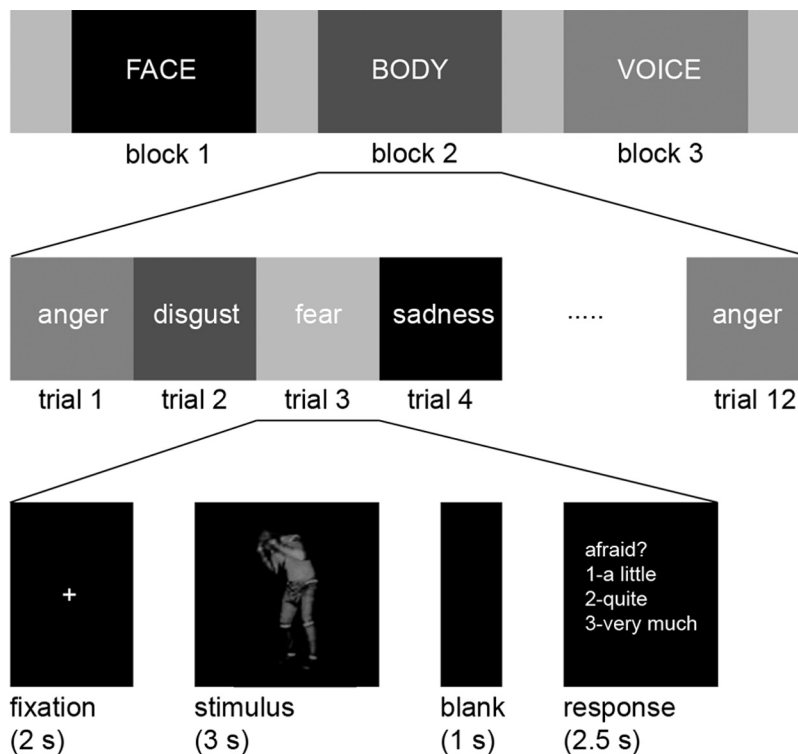 FACE BODY VOICE
block 1 block 2 block 3
anger disgust fear sadness ..... anger
trial 1 trial 2 trial 3 trial 4 trial 12
+
afraid?
1-a little
2-quite
3-very much
fixation stimulus blank response
(2 s) (3 s) (1 s) (2.5 s)